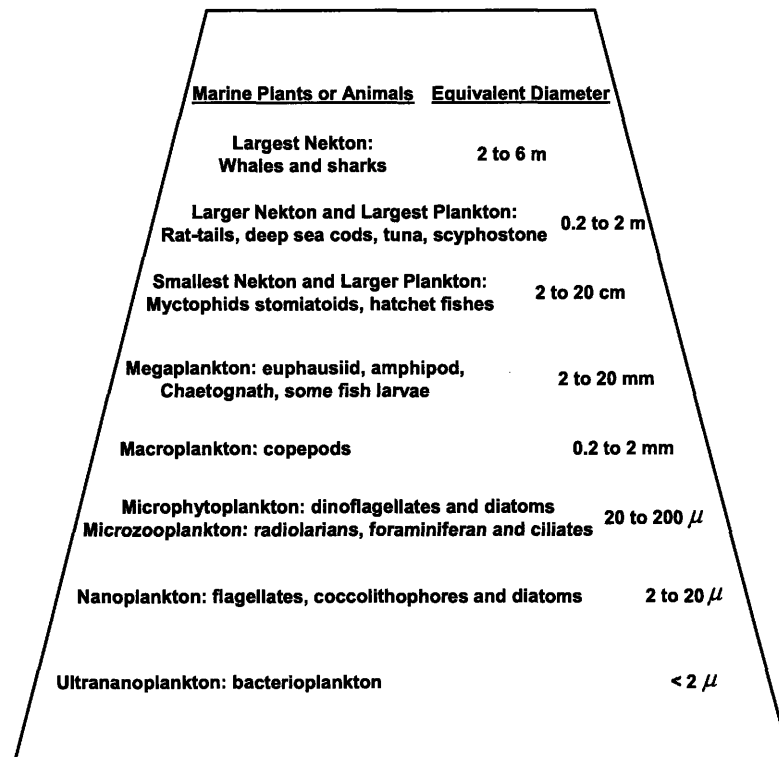 Marine Plants or Animals Equivalent Diameter
Largest Nekton:
Whales and sharks 2 to 6 m
Larger Nekton and Largest Plankton:
Rat-tails, deep sea cods, tuna, scyphostone 0.2 to 2 m
Smallest Nekton and Larger Plankton:
Myctophids stomiatoids, hatchet fishes 2 to 20 cm
Megaplankton: euphausiid, amphipod,
Chaetognath, some fish larvae 2 to 20 mm
Macroplankton: copepods 0.2 to 2 mm
Microphytoplankton: dinoflagellates and diatoms
Microzooplankton: radiolarians, foraminiferan and ciliates 20 to 200 μ
Nanoplankton: flagellates, coccolithophores and diatoms 2 to 20 μ
Ultrananoplankton: bacterioplankton < 2 μ